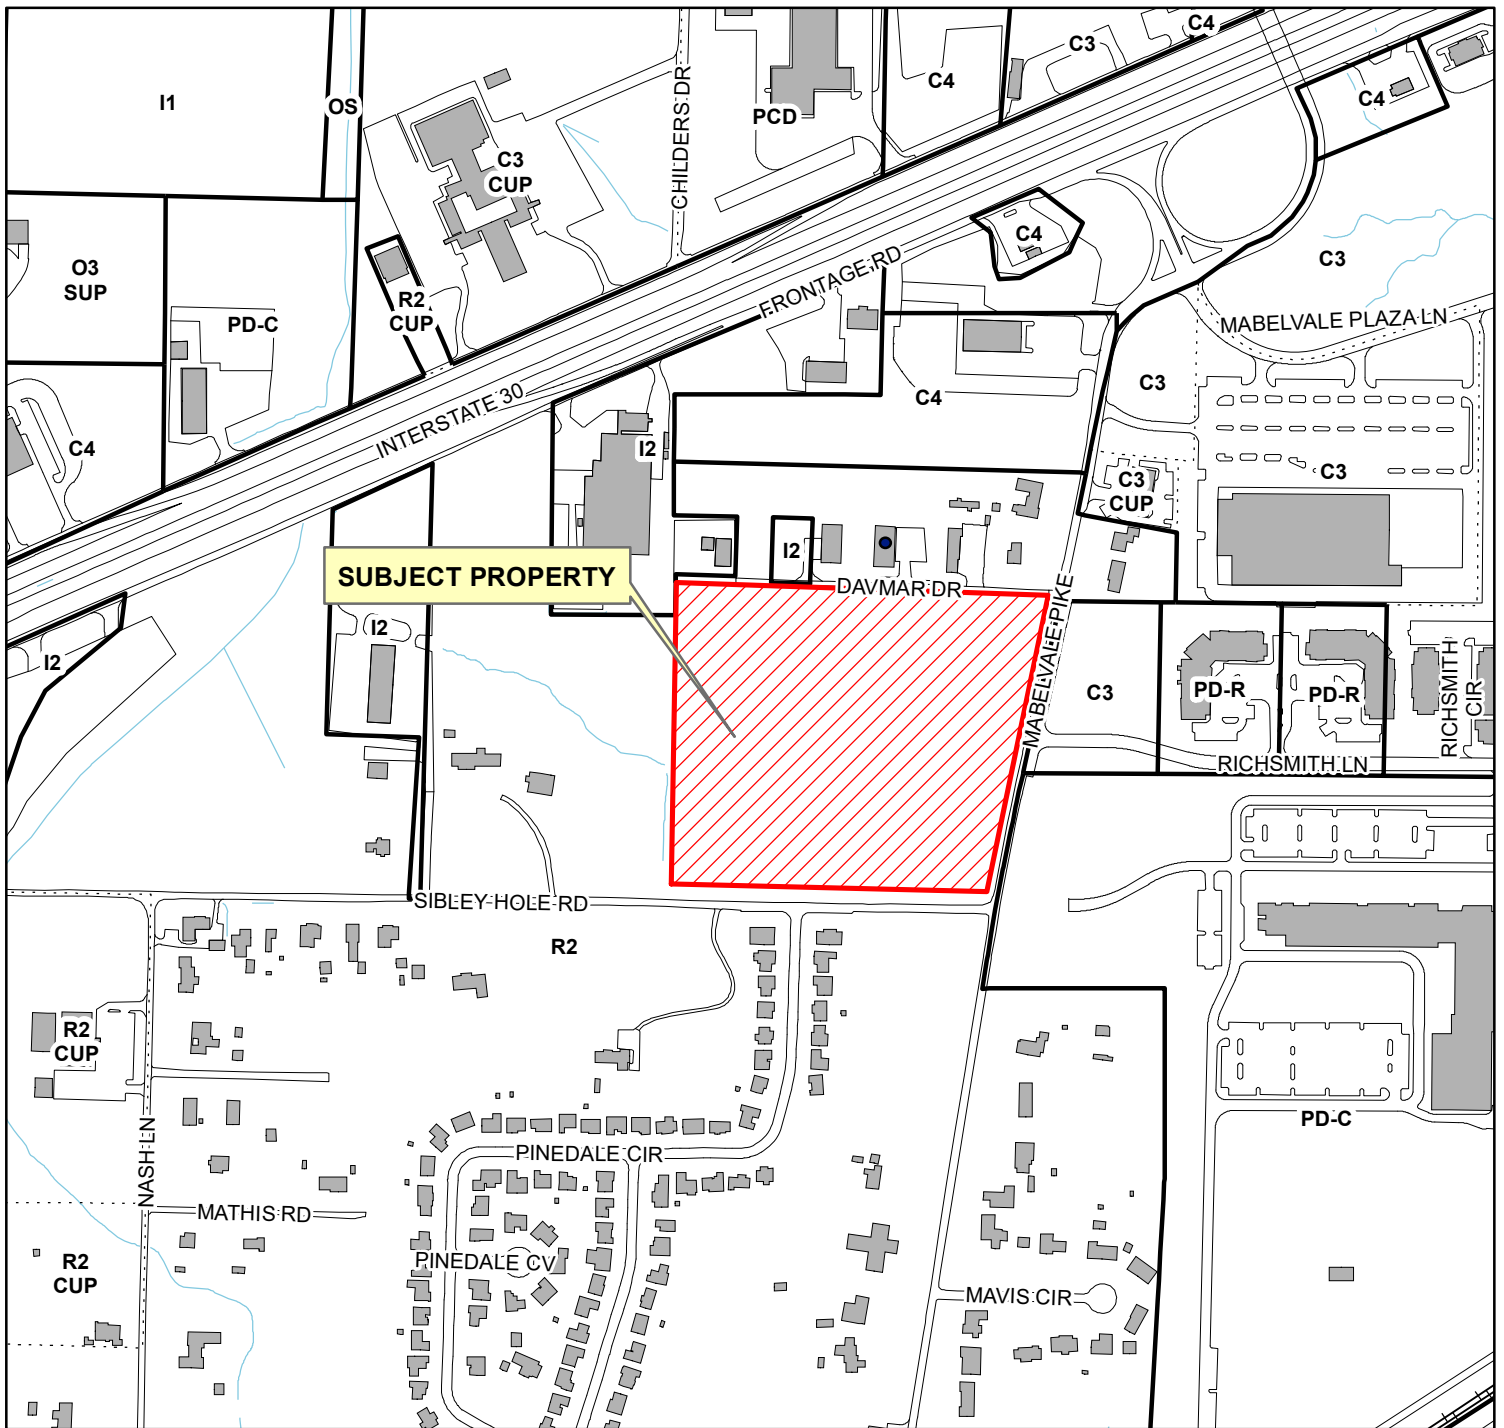 C4
C3
I1
OS
C4
C4
PCD
CHILDERS DR
C3
CUP
C4
C3
O3
SUP
R2
CUP
PD-C
FRONTAGE RD
MABELVALE PLAZA LN
C3
C4
INTERSTATE 30
C4
I2
C3
CUP
C3
I2
SUBJECT PROPERTY
DAVMAR DR
I2
I2
MABELVALE PIKE
C3
PD-R
PD-R
RICHSMITH
CIR
RICHSMITH LN
SIBLEY HOLE RD
R2
R2
CUP
PD-C
NASH LN
PINEDALE CIR
MATHIS RD
R2
CUP
PINEDALE CV
MAVIS CIR